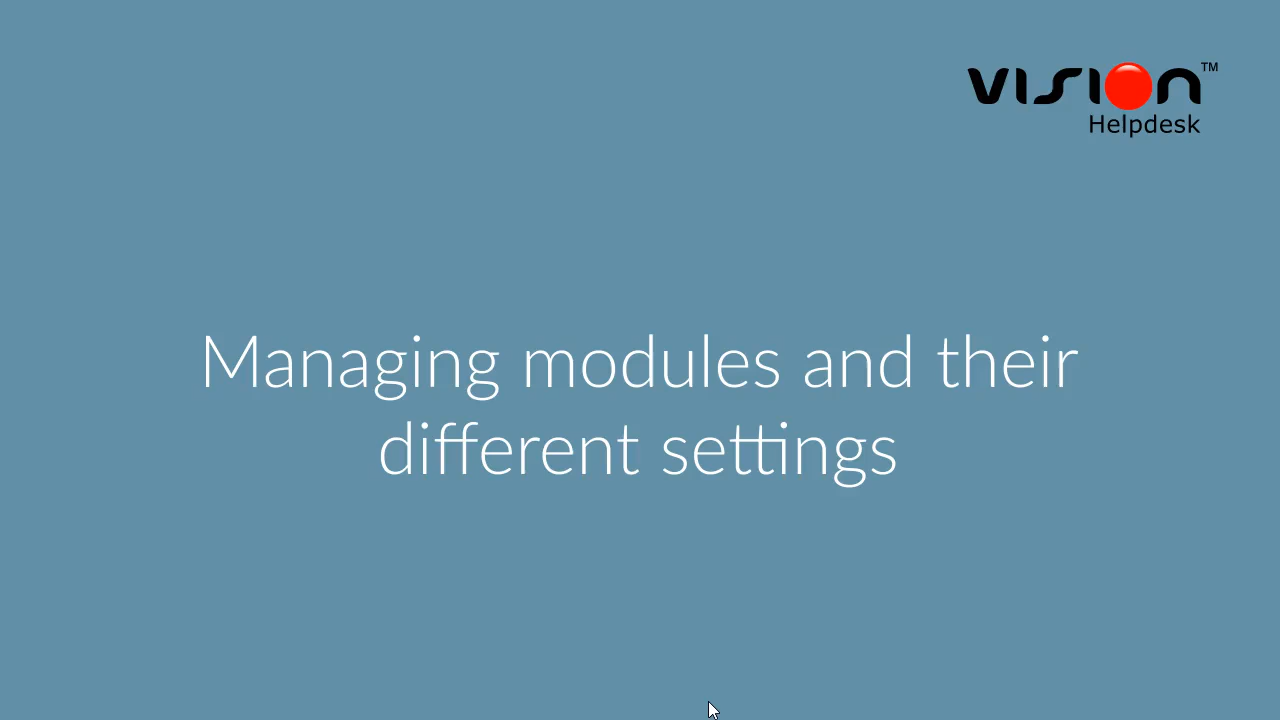 VISION™
Helpdesk
Managing modules and their
different settings